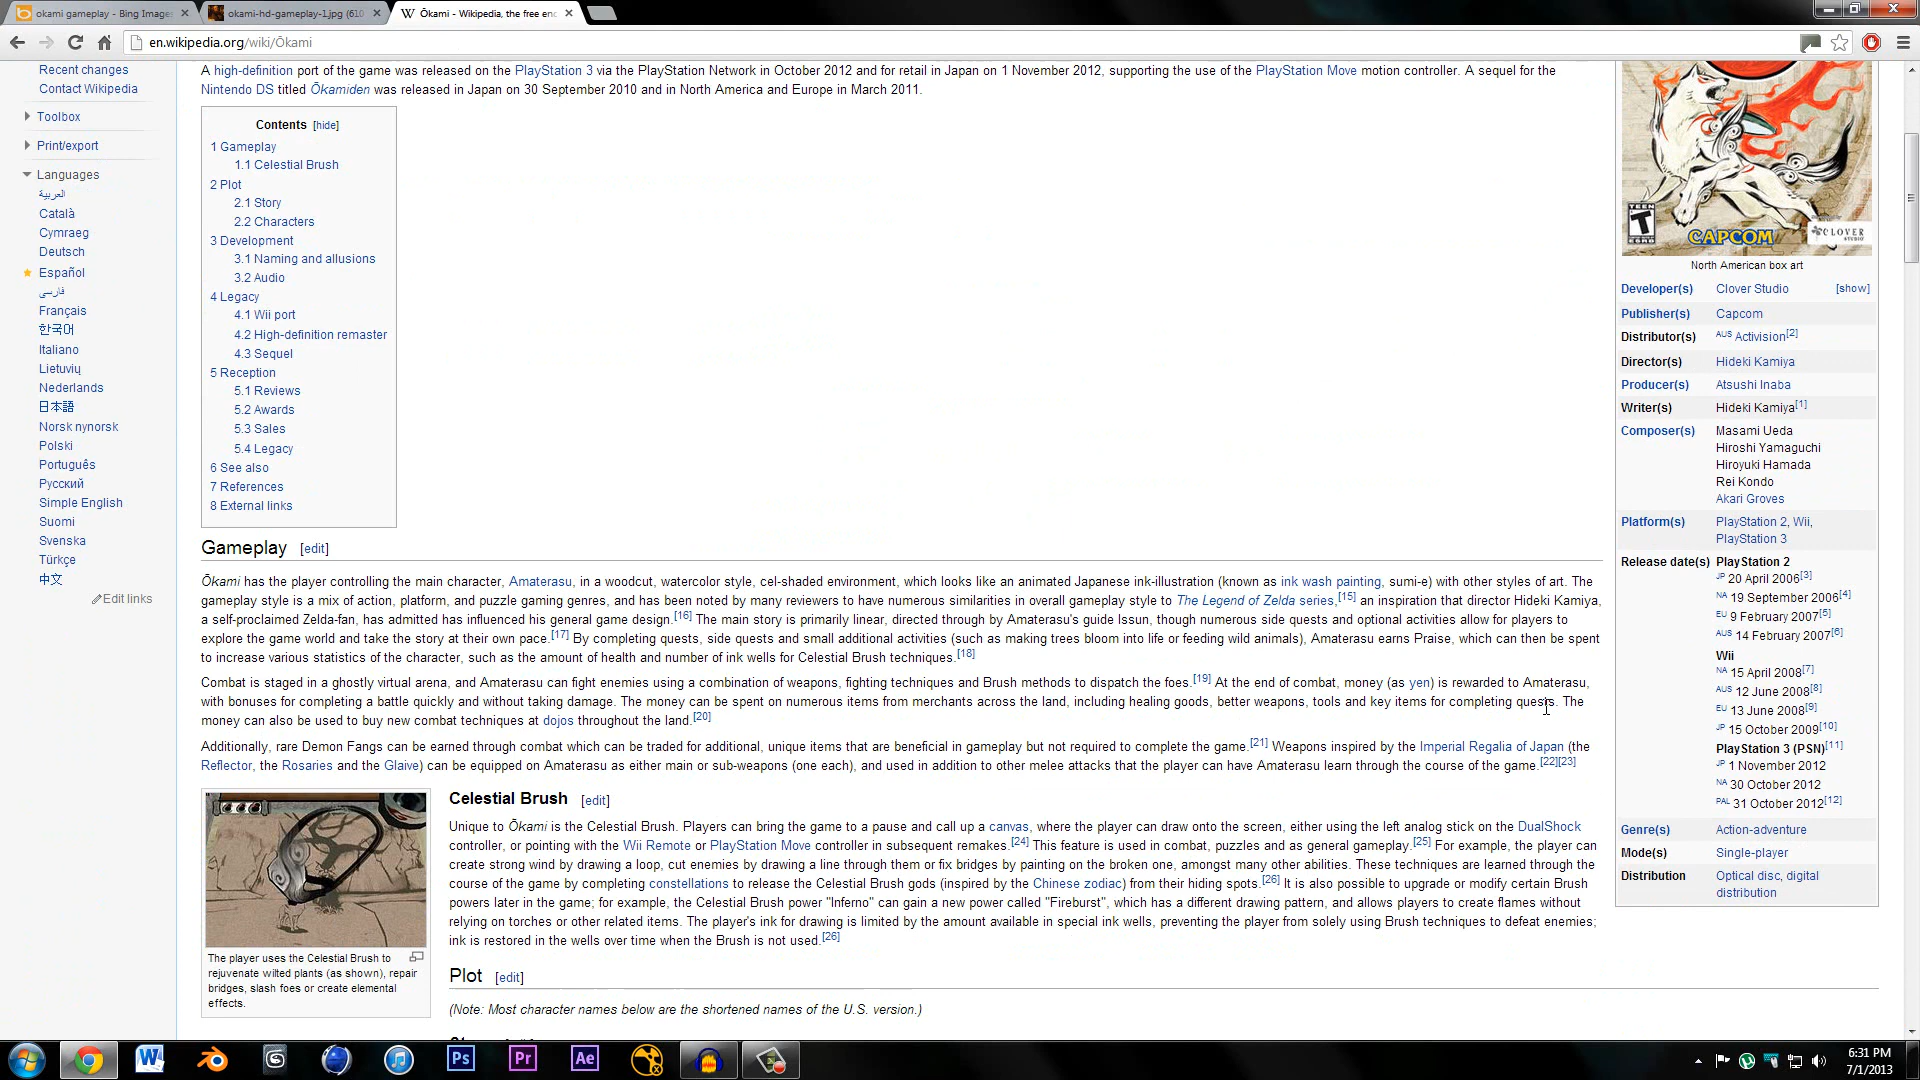 okami gameplay - Bing Images
okami-hd-gameplay-1.jpg (610
Ōkami - Wikipedia, the free enc
en.wikipedia.org/wiki/Ōkami
Recent changes
Contact Wikipedia
Toolbox
Print/export
Languages
العربية
Català
Cymraeg
Deutsch
Español
فارسی
Français
한국어
Italiano
Lietuvių
Nederlands
日本語
Norsk nynorsk
Polski
Português
Русский
Simple English
Suomi
Svenska
Türkçe
中文
Edit links
A high-definition port of the game was released on the PlayStation 3 via the PlayStation Network in October 2012 and for retail in Japan on 1 November 2012, supporting the use of the PlayStation Move motion controller. A sequel for the
Nintendo DS titled Ōkamiden was released in Japan on 30 September 2010 and in North America and Europe in March 2011.
Contents [hide]
1 Gameplay
1.1 Celestial Brush
2 Plot
2.1 Story
2.2 Characters
3 Development
3.1 Naming and allusions
3.2 Audio
4 Legacy
4.1 Wii port
4.2 High-definition remaster
4.3 Sequel
5 Reception
5.1 Reviews
5.2 Awards
5.3 Sales
5.4 Legacy
6 See also
7 References
8 External links
Gameplay [edit]
Ōkami has the player controlling the main character, Amaterasu, in a woodcut, watercolor style, cel-shaded environment, which looks like an animated Japanese ink-illustration (known as ink wash painting, sumi-e) with other styles of art. The
gameplay style is a mix of action, platform, and puzzle gaming genres, and has been noted by many reviewers to have numerous similarities in overall gameplay style to The Legend of Zelda series,[15] an inspiration that director Hideki Kamiya,
a self-proclaimed Zelda-fan, has admitted has influenced his general game design.[16] The main story is primarily linear, directed through by Amaterasu's guide Issun, though numerous side quests and optional activities allow for players to
explore the game world and take the story at their own pace.[17] By completing quests, side quests and small additional activities (such as making trees bloom into life or feeding wild animals), Amaterasu earns Praise, which can then be spent
to increase various statistics of the character, such as the amount of health and number of ink wells for Celestial Brush techniques.[18]
Combat is staged in a ghostly virtual arena, and Amaterasu can fight enemies using a combination of weapons, fighting techniques and Brush methods to dispatch the foes.[19] At the end of combat, money (as yen) is rewarded to Amaterasu,
with bonuses for completing a battle quickly and without taking damage. The money can be spent on numerous items from merchants across the land, including healing goods, better weapons, tools and key items for completing quests. The
money can also be used to buy new combat techniques at dojos throughout the land.[20]
Additionally, rare Demon Fangs can be earned through combat which can be traded for additional, unique items that are beneficial in gameplay but not required to complete the game.[21] Weapons inspired by the Imperial Regalia of Japan (the
Reflector, the Rosaries and the Glaive) can be equipped on Amaterasu as either main or sub-weapons (one each), and used in addition to other melee attacks that the player can have Amaterasu learn through the course of the game.[22][23]
The player uses the Celestial Brush to
rejuvenate wilted plants (as shown), repair
bridges, slash foes or create elemental
effects.
Celestial Brush [edit]
Unique to Ōkami is the Celestial Brush. Players can bring the game to a pause and call up a canvas, where the player can draw onto the screen, either using the left analog stick on the DualShock
controller, or pointing with the Wii Remote or PlayStation Move controller in subsequent remakes.[24] This feature is used in combat, puzzles and as general gameplay.[25] For example, the player can
create strong wind by drawing a loop, cut enemies by drawing a line through them or fix bridges by painting on the broken one, amongst many other abilities. These techniques are learned through the
course of the game by completing constellations to release the Celestial Brush gods (inspired by the Chinese zodiac) from their hiding spots.[26] It is also possible to upgrade or modify certain Brush
powers later in the game; for example, the Celestial Brush power "Inferno" can gain a new power called "Fireburst", which has a different drawing pattern, and allows players to create flames without
relying on torches or other related items. The player's ink for drawing is limited by the amount available in special ink wells, preventing the player from solely using Brush techniques to defeat enemies;
ink is restored in the wells over time when the Brush is not used.[26]
Plot [edit]
(Note: Most character names below are the shortened names of the U.S. version.)
TEEN
T
ESRB
CAPCOM
CLOVER
STUDIO
North American box art
Developer(s) Clover Studio [show]
Publisher(s) Capcom
Distributor(s) AUS Activision[2]
Director(s) Hideki Kamiya
Producer(s) Atsushi Inaba
Writer(s) Hideki Kamiya[1]
Composer(s) Masami Ueda
Hiroshi Yamaguchi
Hiroyuki Hamada
Rei Kondo
Akari Groves
Platform(s) PlayStation 2, Wii,
PlayStation 3
Release date(s) PlayStation 2
JP 20 April 2006[3]
NA 19 September 2006[4]
EU 9 February 2007[5]
AUS 14 February 2007[6]
Wii
NA 15 April 2008[7]
AUS 12 June 2008[8]
EU 13 June 2008[9]
JP 15 October 2009[10]
PlayStation 3 (PSN)[11]
JP 1 November 2012
NA 30 October 2012
PAL 31 October 2012[12]
Genre(s) Action-adventure
Mode(s) Single-player
Distribution Optical disc, digital
distribution
Ps
Pr
Ae
6:31 PM
7/1/2013